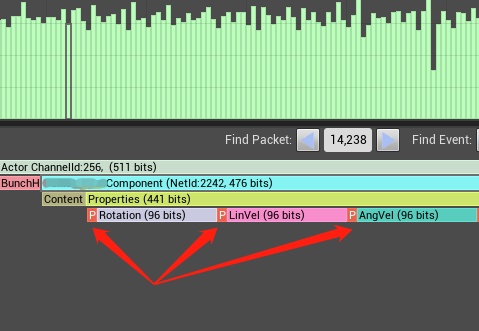 Find Packet: 14,238 Find Event:
Actor ChannelId:256, (511 bits)
BunchH Component (NetId:2242, 476 bits)
Content Properties (441 bits)
P Rotation (96 bits) P LinVel (96 bits) P AngVel (96 bits)